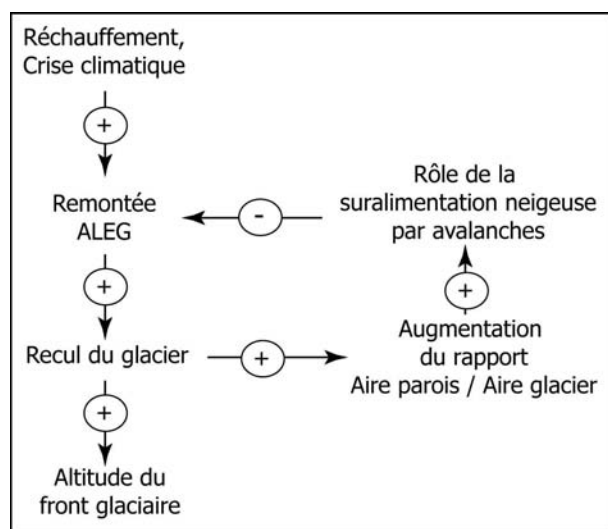 Réchauffement,
Crise climatique
+
Remontée
ALEG
+
Recul du glacier
+
Altitude du
front glaciaire
+
Augmentation
du rapport
Aire parois / Aire glacier
+
Rôle de la
suralimentation neigeuse
par avalanches
-